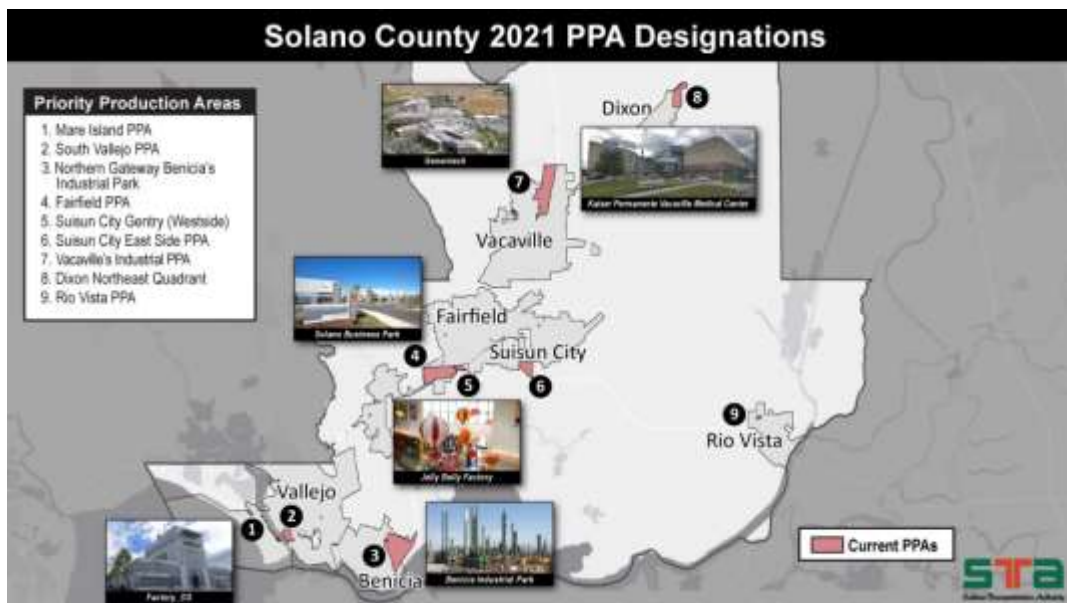 Solano County 2021 PPA Designations
Priority Production Areas
1. Mare Island PPA
2. South Vallejo PPA
3. Northern Gateway Benicia's
Industrial Park
4. Fairfield PPA
5. Suisun City Gentry (Westside)
6. Suisun City East Side PPA
7. Vacaville's Industrial PPA
8. Dixon Northeast Quadrant
9. Rio Vista PPA
Genentech
Dixon
8
Kaiser Permanente Vacaville Medical Center
7
Vacaville
Solano Business Park
Fairfield
Suisun City
4
5
6
Jelly Belly Factory
9
Rio Vista
Vallejo
1
2
3
Benicia
Factory_OS
Benicia Industrial Park
Current PPAs
STA
Solano Transportation Authority